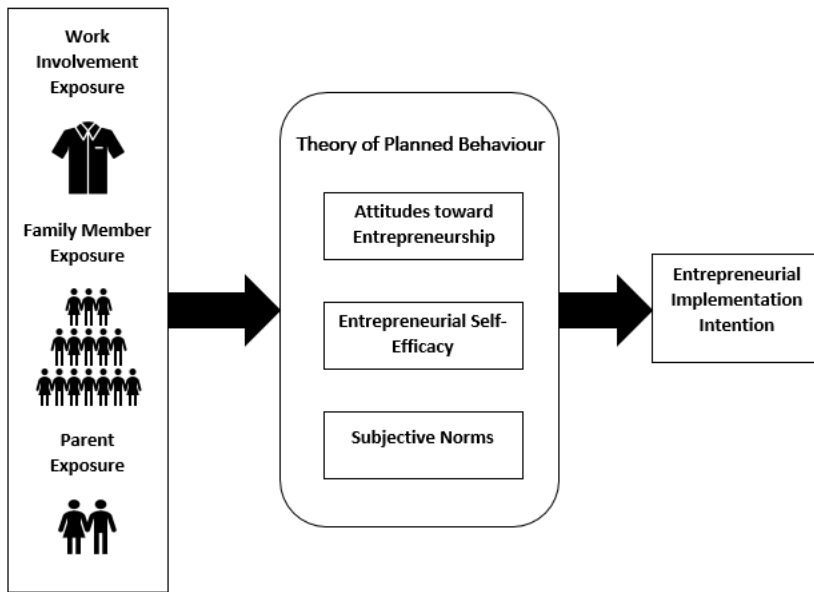 Work
Involvement
Exposure
Family Member
Exposure
Parent
Exposure
Theory of Planned Behaviour
Attitudes toward
Entrepreneurship
Entrepreneurial Self-
Efficacy
Subjective Norms
Entrepreneurial
Implementation
Intention